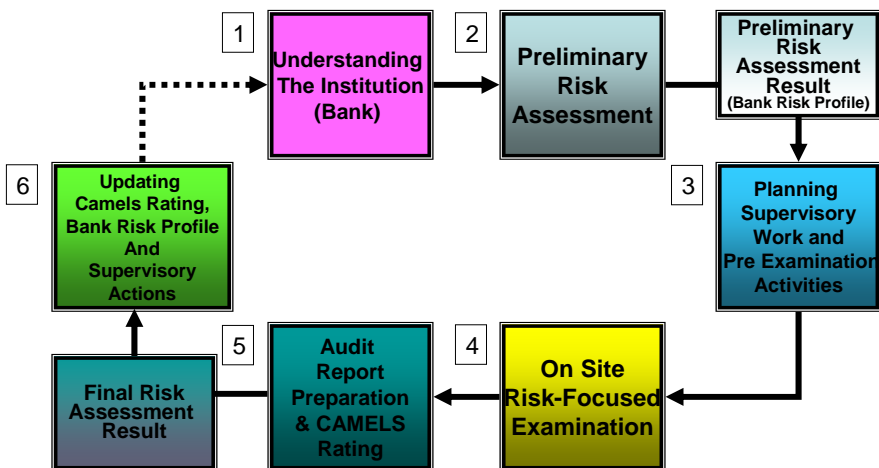 1
Understanding
The Institution
(Bank)
2
Preliminary
Risk
Assessment
Preliminary
Risk
Assessment
Result
(Bank Risk Profile)
3
Planning
Supervisory
Work and
Pre Examination
Activities
4
On Site
Risk-Focused
Examination
5
Audit
Report
Preparation
& CAMELS
Rating
Final Risk
Assessment
Result
6
Updating
Camels Rating,
Bank Risk Profile
And
Supervisory
Actions